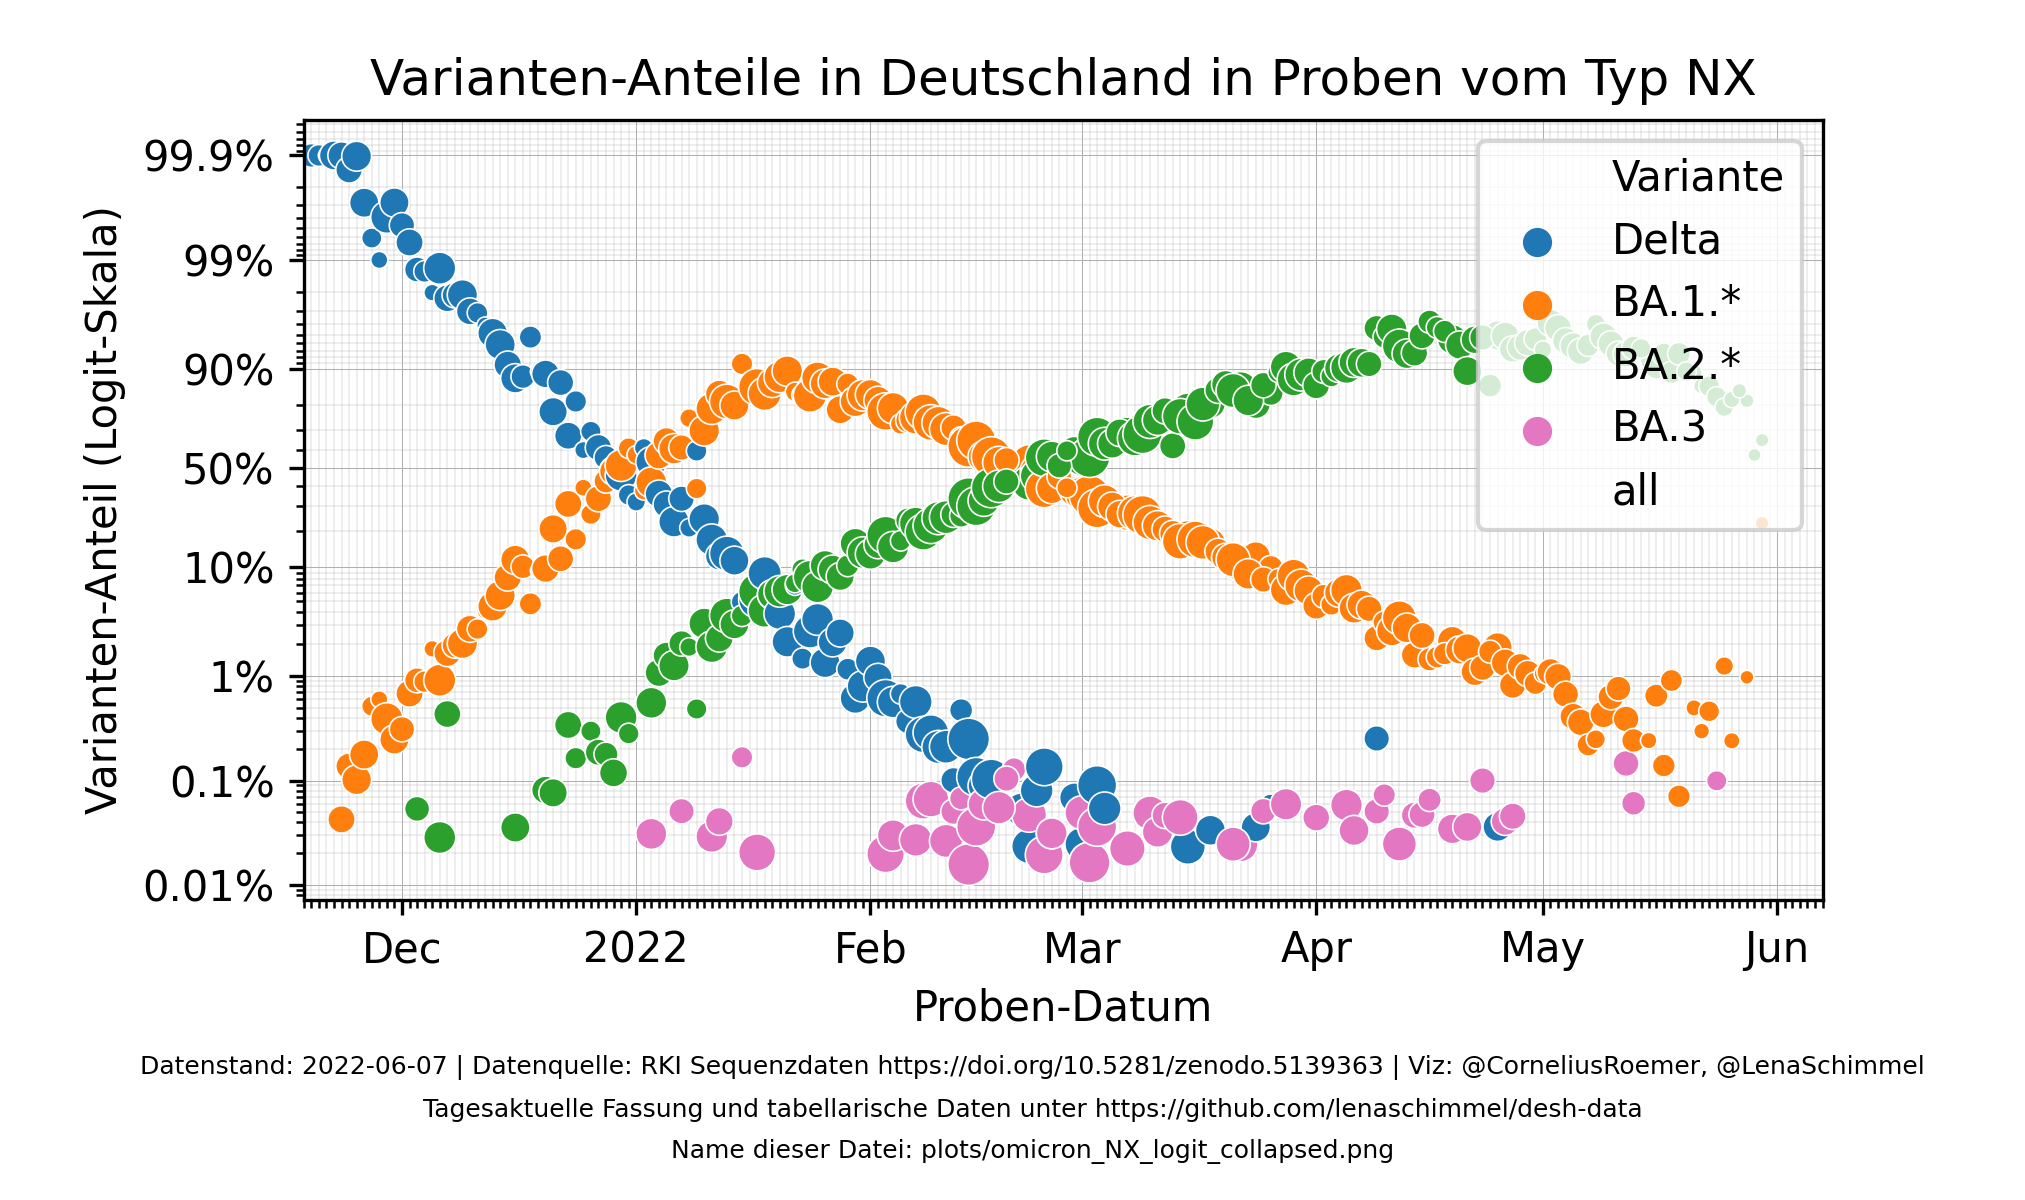 Varianten-Anteile in Deutschland in Proben vom Typ NX
Varianten-Anteil (Logit-Skala)
99.9%
99%
90%
50%
10%
1%
0.1%
0.01%
Variante
Delta
BA.1.*
BA.2.*
BA.3
all
Dec
2022
Feb
Mar
Apr
May
Jun
Proben-Datum
Datenstand: 2022-06-07 | Datenquelle: RKI Sequenzdaten https://doi.org/10.5281/zenodo.5139363 | Viz: @CorneliusRoemer, @LenaSchimmel
Tagesaktuelle Fassung und tabellarische Daten unter https://github.com/lenaschimmel/desh-data
Name dieser Datei: plots/omicron_NX_logit_collapsed.png